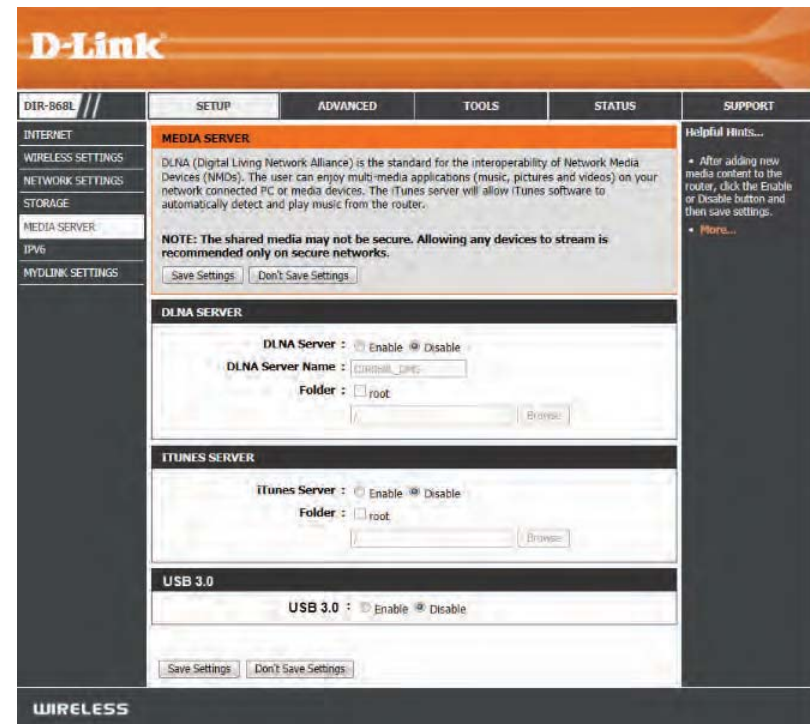 D-Link
DIR-868L
SETUP
ADVANCED
TOOLS
STATUS
SUPPORT
INTERNET
WIRELESS SETTINGS
NETWORK SETTINGS
STORAGE
MEDIA SERVER
IPV6
MYDLINK SETTINGS
MEDIA SERVER
DLNA (Digital Living Network Alliance) is the standard for the interoperability of Network Media
Devices (NMDs). The user can enjoy multi-media applications (music, pictures and videos) on your
network connected PC or media devices. The iTunes server will allow iTunes software to
automatically detect and play music from the router.
NOTE: The shared media may not be secure. Allowing any devices to stream is
recommended only on secure networks.
Save Settings Don't Save Settings
DLNA SERVER
DLNA Server : Enable Disable
DLNA Server Name :
Folder : root
/ Browse
ITUNES SERVER
iTunes Server : Enable Disable
Folder : root
/ Browse
USB 3.0
USB 3.0 : Enable Disable
Save Settings Don't Save Settings
Helpful Hints...
• After adding new
media content to the
router, click the Enable
or Disable button and
then save settings.
• More...
WIRELESS